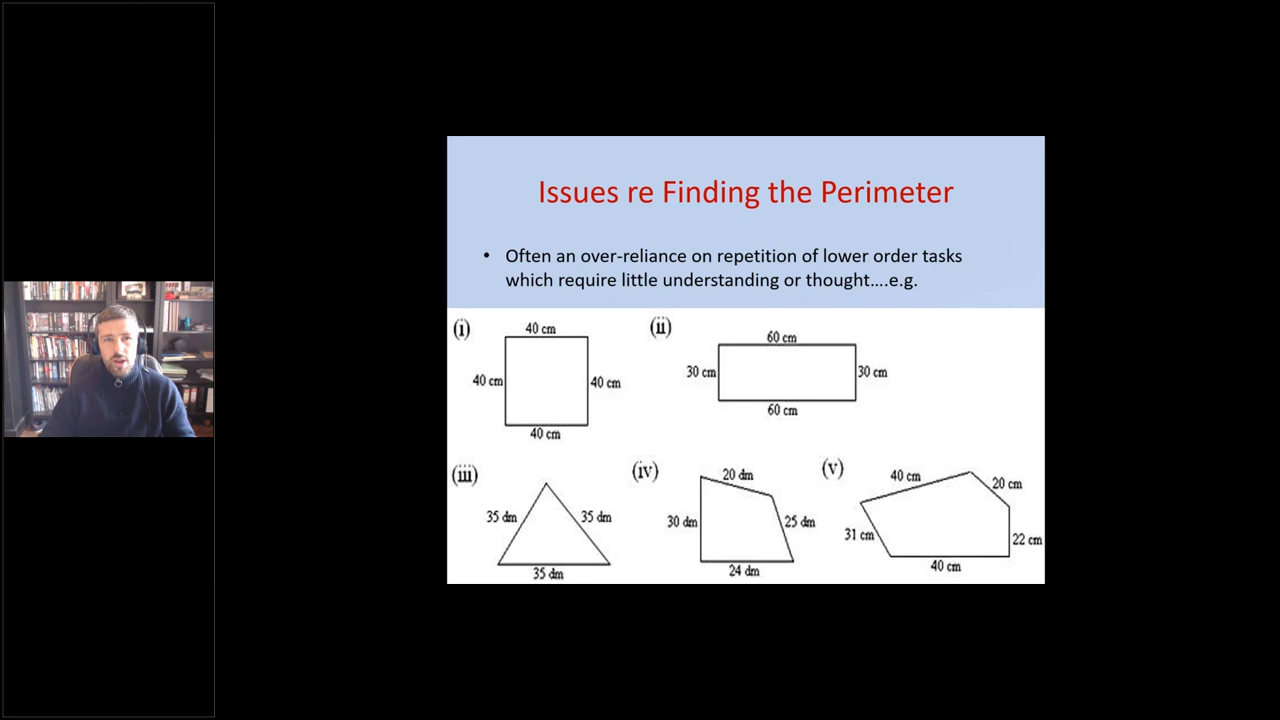 Issues re Finding the Perimeter
• Often an over-reliance on repetition of lower order tasks
which require little understanding or thought....e.g.
(i)
40 cm
40 cm
40 cm
40 cm
(ii)
60 cm
30 cm
30 cm
60 cm
(iii)
35 dm
35 dm
35 dm
(iv)
20 dm
30 dm
25 dm
24 dm
(v)
40 cm
20 cm
31 cm
22 cm
40 cm